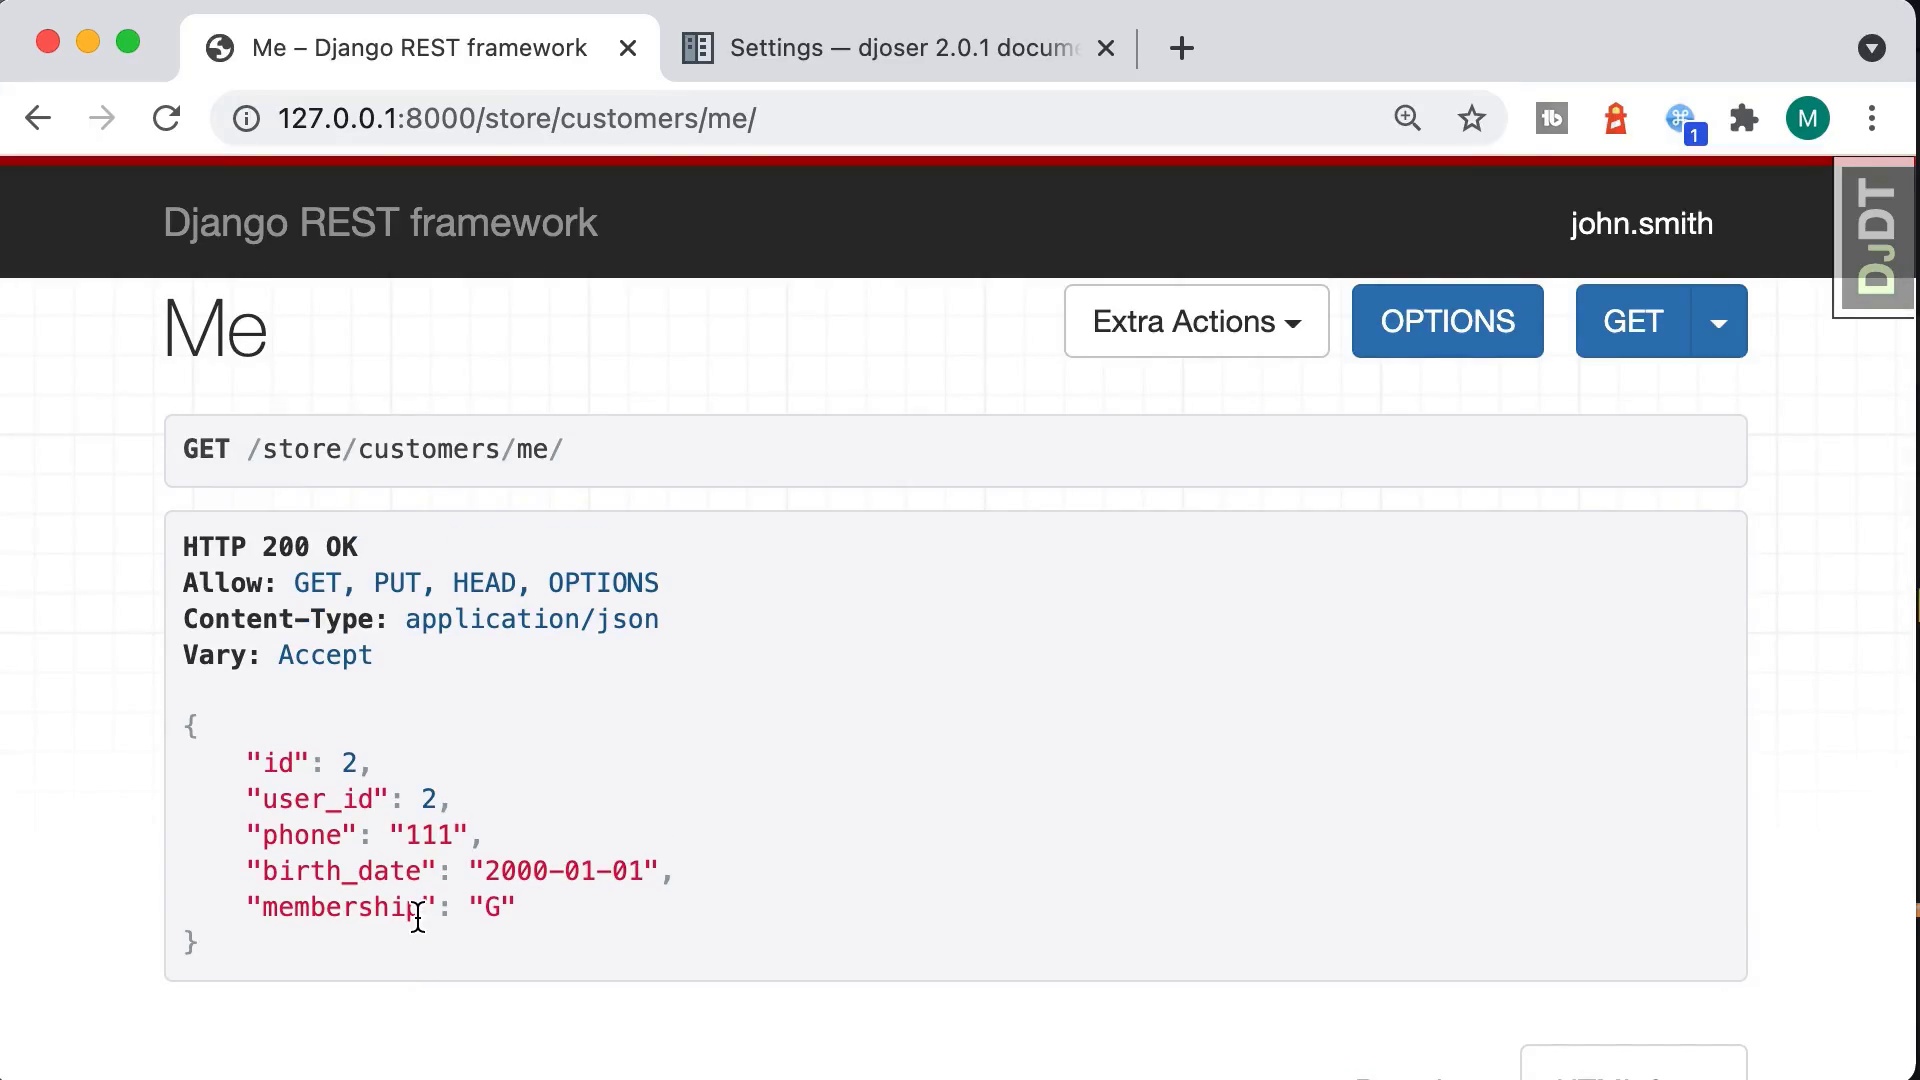 Me – Django REST framework
Settings — djoser 2.0.1 docume
127.0.0.1:8000/store/customers/me/
tb
1
M
Django REST framework
john.smith
DJDT
Me
Extra Actions
OPTIONS
GET
GET /store/customers/me/
HTTP 200 OK
Allow: GET, PUT, HEAD, OPTIONS
Content-Type: application/json
Vary: Accept
{
"id": 2,
"user_id": 2,
"phone": "111",
"birth_date": "2000-01-01",
"membership": "G"
}